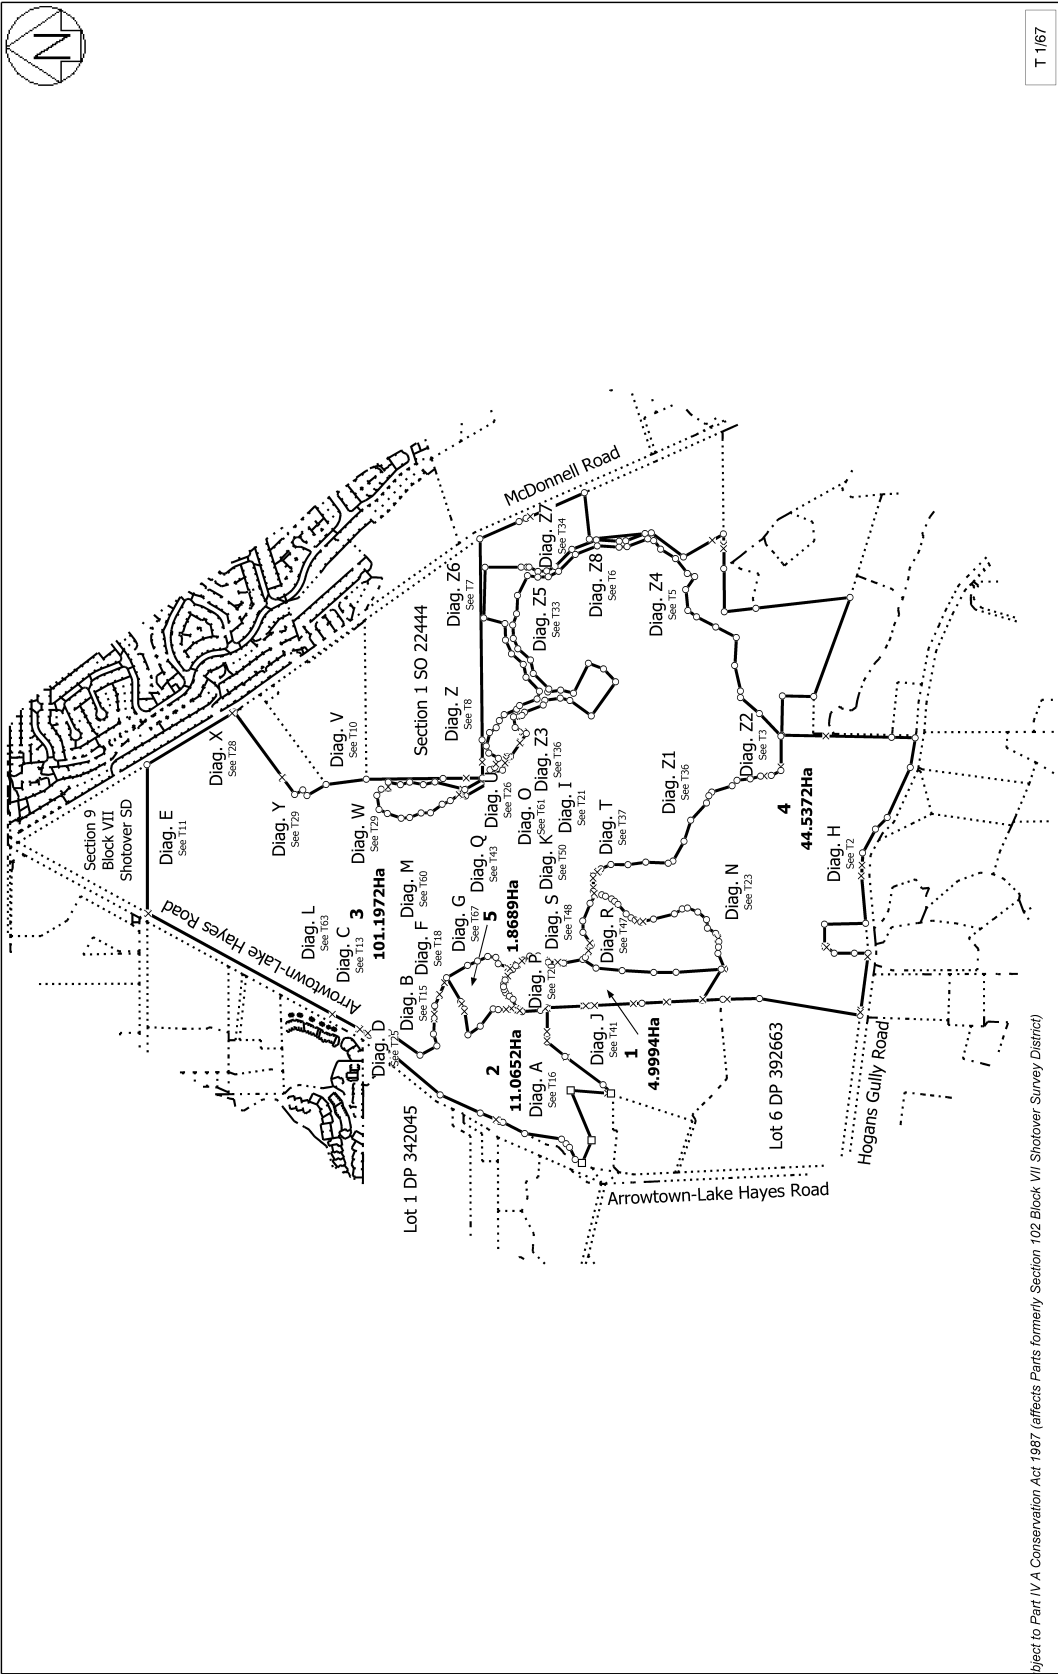 N
T 1/67
Section 9
Block VII
Shotover SD
Diag. E
See T11
Diag. X
See T28
Diag. Y
See T29
Diag. V
See T10
Diag. W
See T29
Section 1 SO 22444
Arrowtown-Lake Hayes Road
Diag. L
See T63
Diag. C
See T13
3
101.1972Ha
Diag. D
See T25
Diag. B
See T15
Diag. F
See T18
Diag. M
See T60
Lot 1 DP 342045
Diag. G
See T67
Diag. Q
See T43
5
1.8689Ha
Diag. Z
See T8
Diag. Z6
See T7
McDonnell Road
Diag. U
See T26
Diag. O
See T61
Diag. Z3
See T36
Diag. Z5
See T33
Diag. Z7
See T34
Diag. Z8
See T6
Diag. Z4
See T5
2
11.0652Ha
Diag. A
See T16
Diag. P
See T20
Diag. S
See T48
Diag. K
See T50
Diag. I
See T21
Diag. T
See T37
Diag. R
See T47
Diag. J
See T41
1
4.9994Ha
Diag. Z1
See T36
Diag. Z2
See T3
Diag. N
See T23
4
44.5372Ha
Diag. H
See T2
Lot 6 DP 392663
Arrowtown-Lake Hayes Road
Hogans Gully Road
bject to Part IV A Conservation Act 1987 (affects Parts formerly Section 102 Block VII Shotover Survey District)